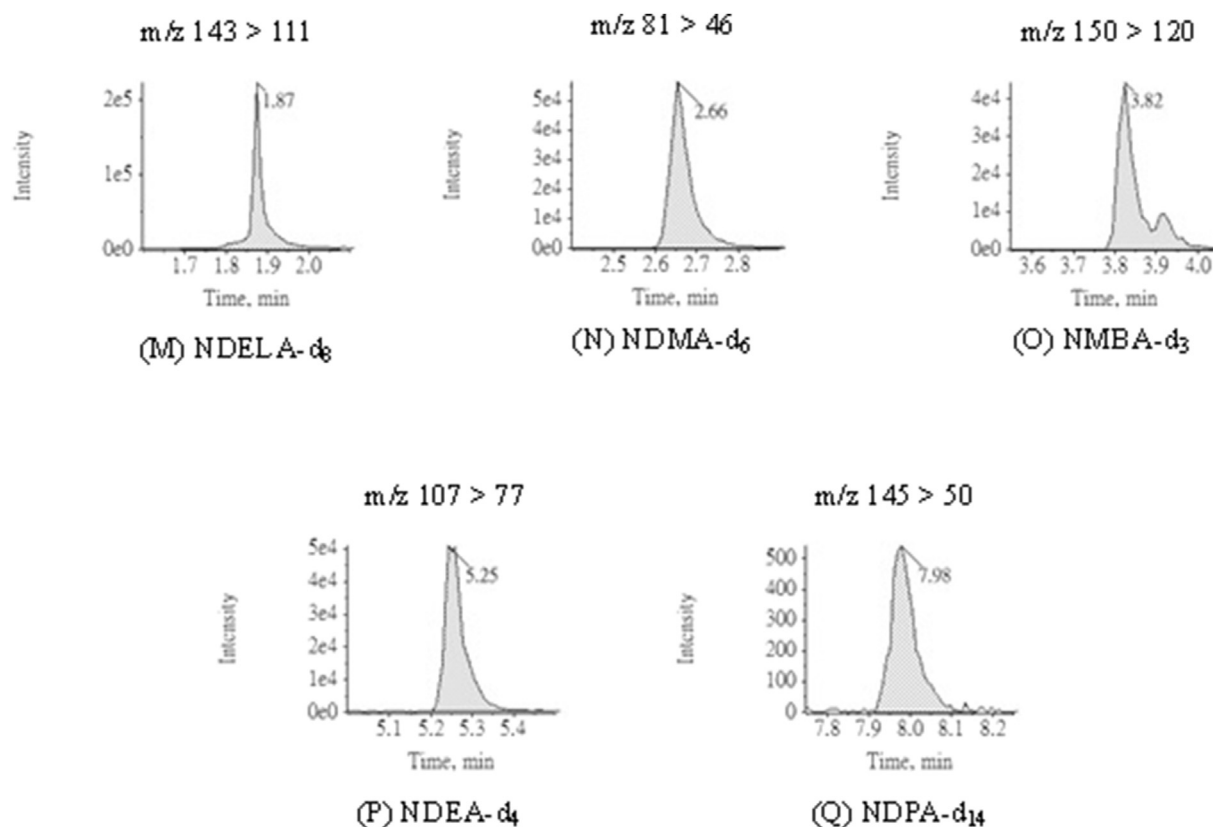 m/z 143 > 111
2e5
1e5
0e0
1.87
Intensity
1.7 1.8 1.9 2.0
Time, min
(M) NDELA-d₈
m/z 81 > 46
5e4
4e4
3e4
2e4
1e4
0e0
2.66
Intensity
2.5 2.6 2.7 2.8
Time, min
(N) NDMA-d₆
m/z 150 > 120
4e4
3e4
2e4
1e4
0e0
3.82
Intensity
3.6 3.7 3.8 3.9 4.0
Time, min
(O) NMBA-d₃
m/z 107 > 77
5e4
4e4
3e4
2e4
1e4
0e0
5.25
Intensity
5.1 5.2 5.3 5.4
Time, min
(P) NDEA-d₄
m/z 145 > 50
500
400
300
200
100
0
7.98
Intensity
7.8 7.9 8.0 8.1 8.2
Time, min
(Q) NDPA-d₁₄